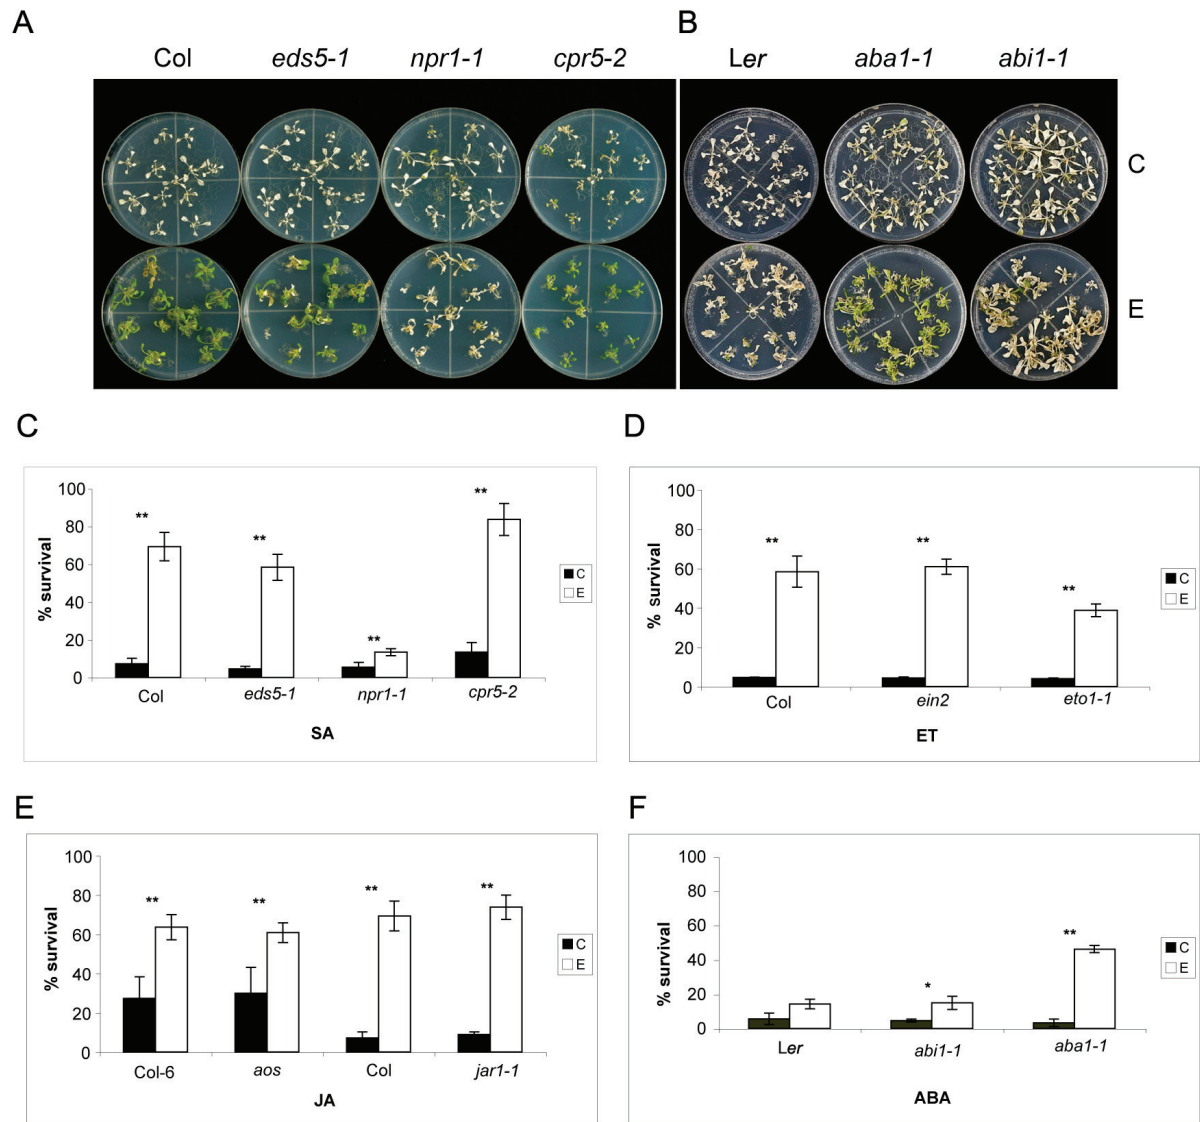 A
B
Col eds5-1 npr1-1 cpr5-2
Ler aba1-1 abi1-1
C
E
C
100
80
60
40
20
0
% survival
**
**
**
**
C
E
Col eds5-1 npr1-1 cpr5-2
SA
D
100
80
60
40
20
0
% survival
**
**
**
C
E
Col ein2 eto1-1
ET
E
100
80
60
40
20
0
% survival
**
**
**
**
C
E
Col-6 aos Col jar1-1
JA
F
100
80
60
40
20
0
% survival
*
**
C
E
Ler abi1-1 aba1-1
ABA